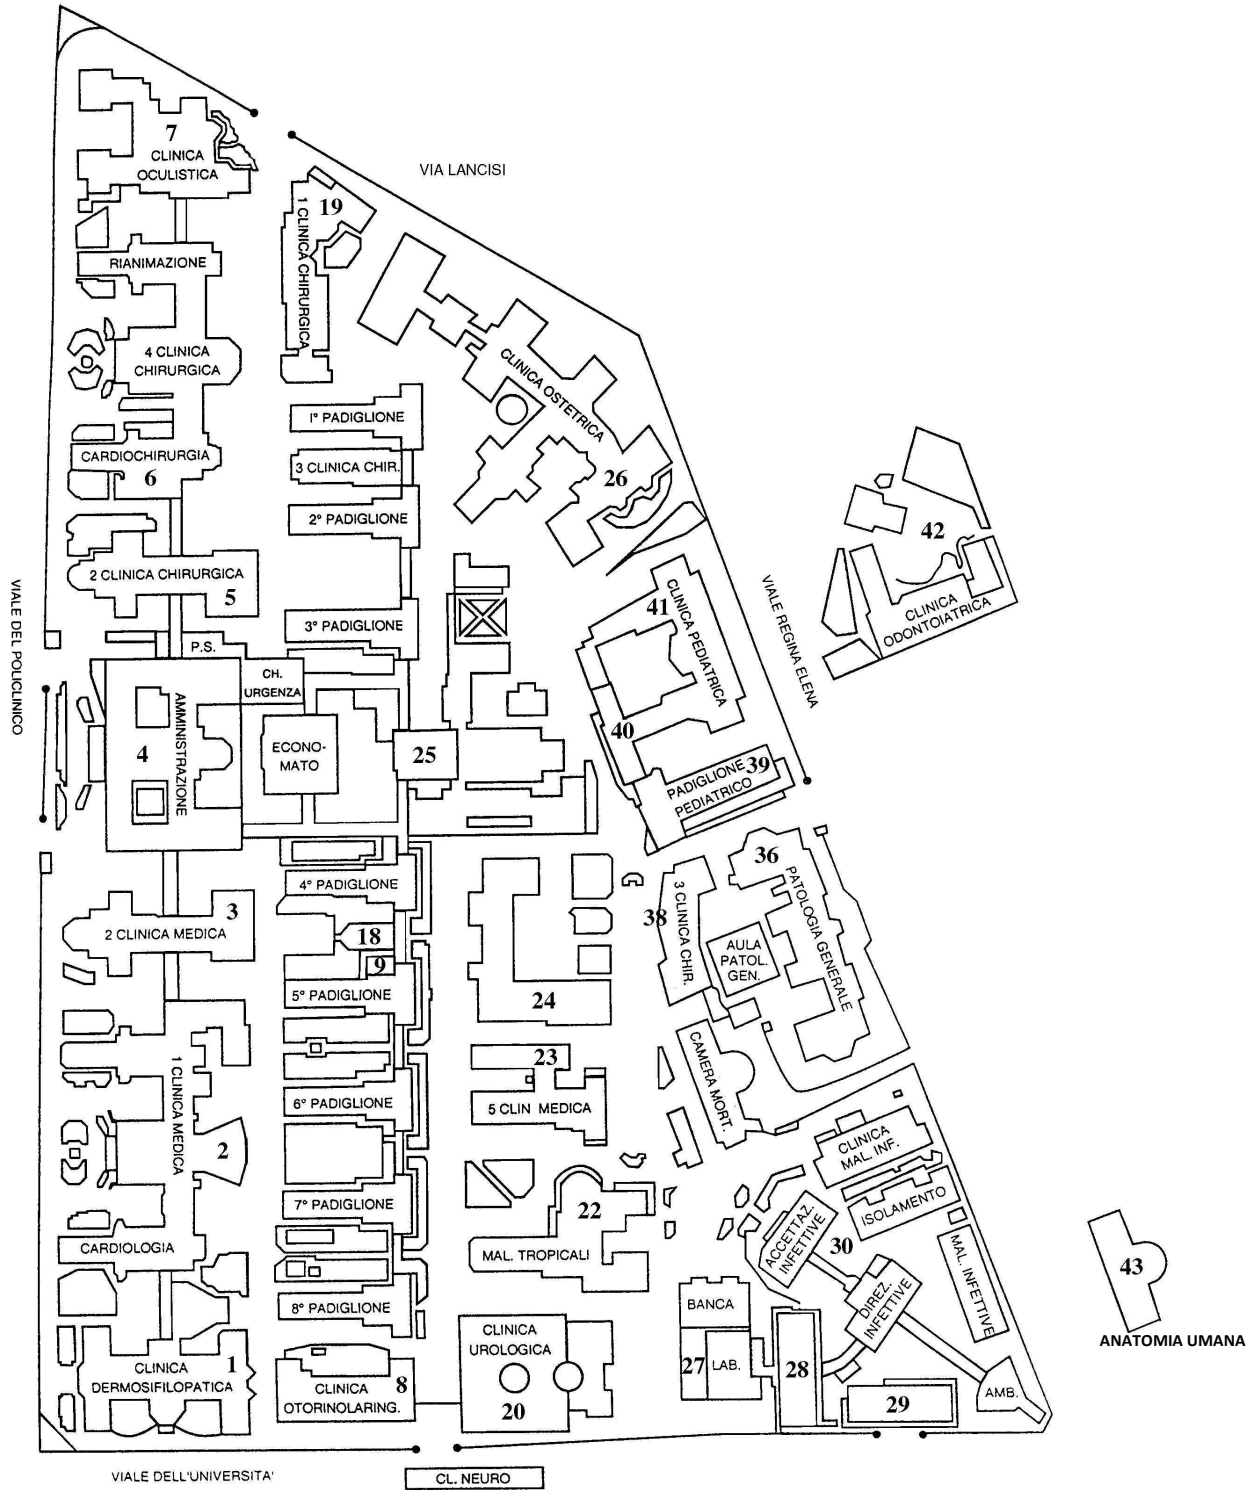 7
CLINICA
OCULISTICA
VIA LANCISI
19
1 CLINICA CHIRURGICA
RIANIMAZIONE
4 CLINICA
CHIRURGICA
CLINICA OSTETRICA
1° PADIGLIONE
CARDIOCHIRURGIA
6
3 CLINICA CHIR.
26
2° PADIGLIONE
42
CLINICA
ODONTOIATRICA
2 CLINICA CHIRURGICA
5
VIALE DEL POLICLINICO
3° PADIGLIONE
41
CLINICA PEDIATRICA
VIALE REGINA ELENA
P.S.
CH.
URGENZA
AMMINISTRAZIONE
4
ECONO-
MATO
25
40
39
PADIGLIONE
PEDIATRICO
36
PATOLOGIA GENERALE
4° PADIGLIONE
3
2 CLINICA MEDICA
18
9
38
3 CLINICA CHIR.
AULA
PATOL.
GEN.
5° PADIGLIONE
24
23
5 CLIN MEDICA
CAMERA MORT.
1 CLINICA MEDICA
2
6° PADIGLIONE
CLINICA
MAL. INF.
ISOLAMENTO
7° PADIGLIONE
22
MAL. TROPICALI
CARDIOLOGIA
ACCETTAZ.
INFETTIVE
30
MAL. INFETTIVE
43
ANATOMIA UMANA
8° PADIGLIONE
BANCA
DIREZ.
INFETTIVE
CLINICA
UROLOGICA
20
1
CLINICA
DERMOSIFILOPATICA
8
CLINICA
OTORINOLARING.
27
LAB.
28
29
AMB.
VIALE DELL'UNIVERSITA'
CL. NEURO